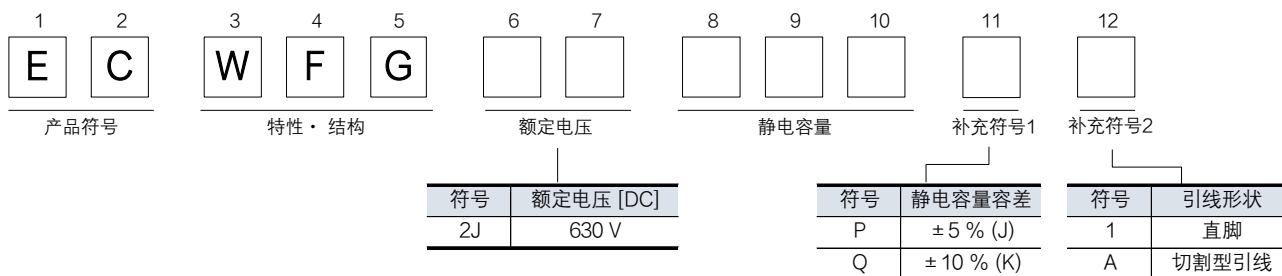 1 2 3 4 5 6 7 8 9 10 11 12
E C W F G
产品符号 特性・结构 额定电压 静电容量 补充符号1 补充符号2
符号 额定电压 [DC] 符号 静电容量容差 符号 引线形状
2J 630 V P ±5 % (J) 1 直脚
Q ±10 % (K) A 切割型引线